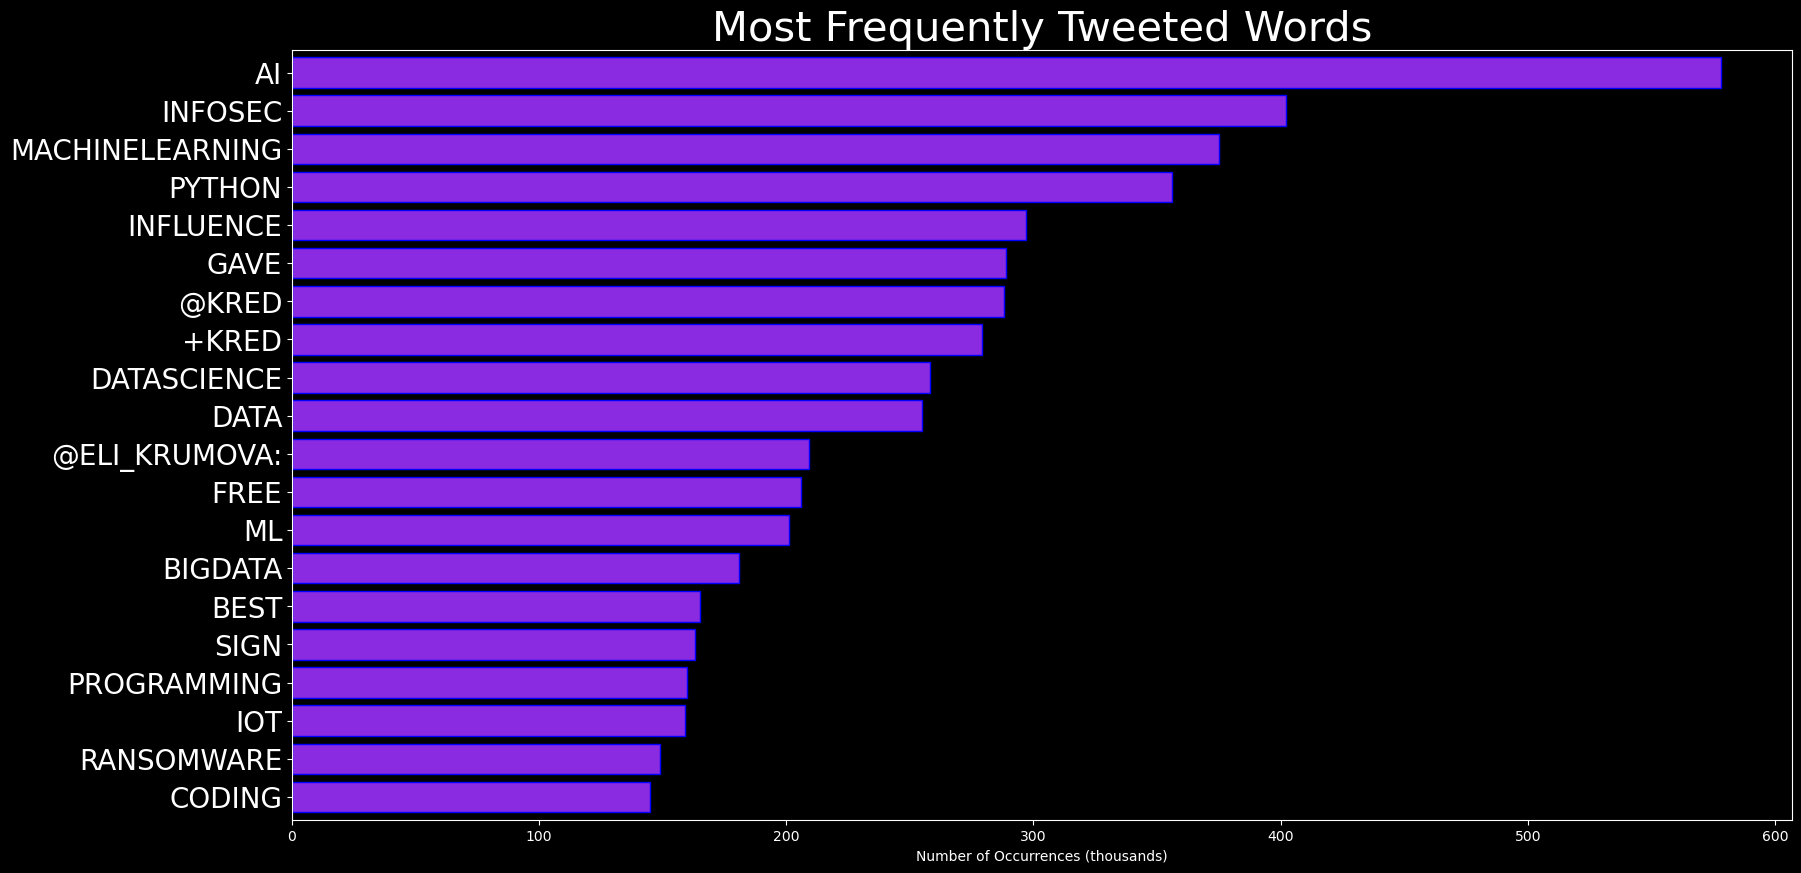 Most Frequently Tweeted Words
AI
INFOSEC
MACHINELEARNING
PYTHON
INFLUENCE
GAVE
@KRED
+KRED
DATASCIENCE
DATA
@ELI_KRUMOVA:
FREE
ML
BIGDATA
BEST
SIGN
PROGRAMMING
IOT
RANSOMWARE
CODING
0 100 200 300 400 500 600
Number of Occurrences (thousands)